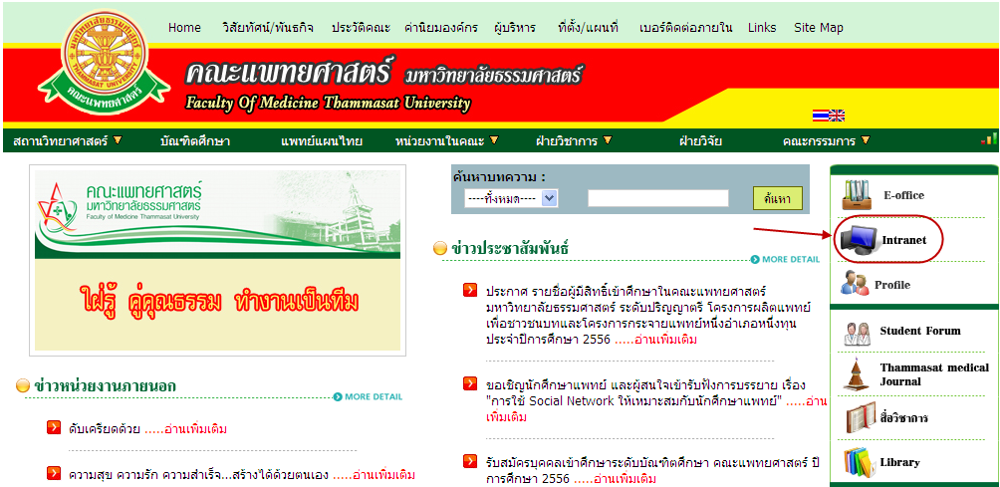 Home วิสัยทัศน์/พันธกิจ ประวัติคณะ ค่านิยมองค์กร ผู้บริหาร ที่ตั้ง/แผนที่ เบอร์ติดต่อภายใน Links Site Map
มหาวิทยาลัยธรรมศาสตร์
THAMMASAT UNIVERSITY
คณะแพทยศาสตร์
คณะแพทยศาสตร์ มหาวิทยาลัยธรรมศาสตร์
Faculty Of Medicine Thammasat University
สถานวิทยาศาสตร์ บัณฑิตศึกษา แพทย์แผนไทย หน่วยงานในคณะ ฝ่ายวิชาการ ฝ่ายวิจัย คณะกรรมการ
คณะแพทยศาสตร์
มหาวิทยาลัยธรรมศาสตร์
Faculty of Medicine Thammasat University
ใฝ่รู้ คู่คุณธรรม ทำงานเป็นทีม
ข่าวหน่วยงานภายนอก
MORE DETAIL
ดับเครียดด้วย .....อ่านเพิ่มเติม
ความสุข ความรัก ความสำเร็จ...สร้างได้ด้วยตนเอง .....อ่านเพิ่มเติม
ค้นหาบทความ :
----ทั้งหมด---- ค้นหา
ข่าวประชาสัมพันธ์
MORE DETAIL
ประกาศ รายชื่อผู้มีสิทธิ์เข้าศึกษาในคณะแพทยศาสตร์
มหาวิทยาลัยธรรมศาสตร์ ระดับปริญญาตรี โครงการผลิตแพทย์
เพื่อชาวชนบทและโครงการกระจายแพทย์หนึ่งอำเภอหนึ่งทุน
ประจำปีการศึกษา 2556 .....อ่านเพิ่มเติม
ขอเชิญนักศึกษาแพทย์ และผู้สนใจเข้ารับฟังการบรรยาย เรื่อง
"การใช้ Social Network ให้เหมาะสมกับนักศึกษาแพทย์" .....อ่าน
เพิ่มเติม
รับสมัครบุคคลเข้าศึกษาระดับบัณฑิตศึกษา คณะแพทยศาสตร์ ปี
การศึกษา 2556 .....อ่านเพิ่มเติม
E-office
Intranet
Profile
Student Forum
Thammasat medical
Journal
สื่อวิชาการ
Library